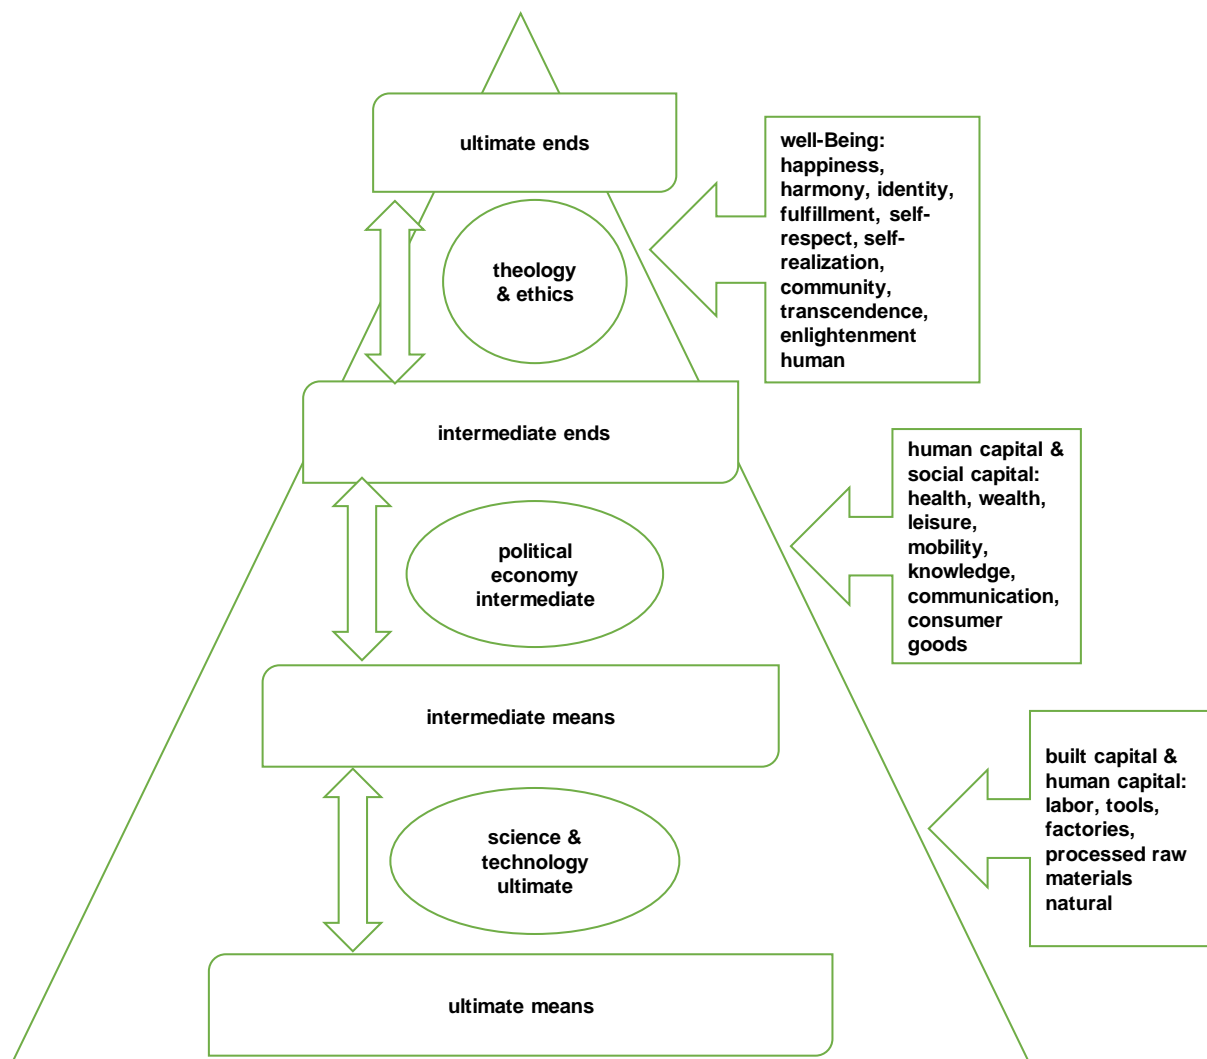 ultimate ends
well-Being:
happiness,
harmony, identity,
fulfillment, self-
respect, self-
realization,
community,
transcendence,
enlightenment
human
theology
& ethics
intermediate ends
human capital &
social capital:
health, wealth,
leisure,
mobility,
knowledge,
communication,
consumer
goods
political
economy
intermediate
intermediate means
built capital &
human capital:
labor, tools,
factories,
processed raw
materials
natural
science &
technology
ultimate
ultimate means